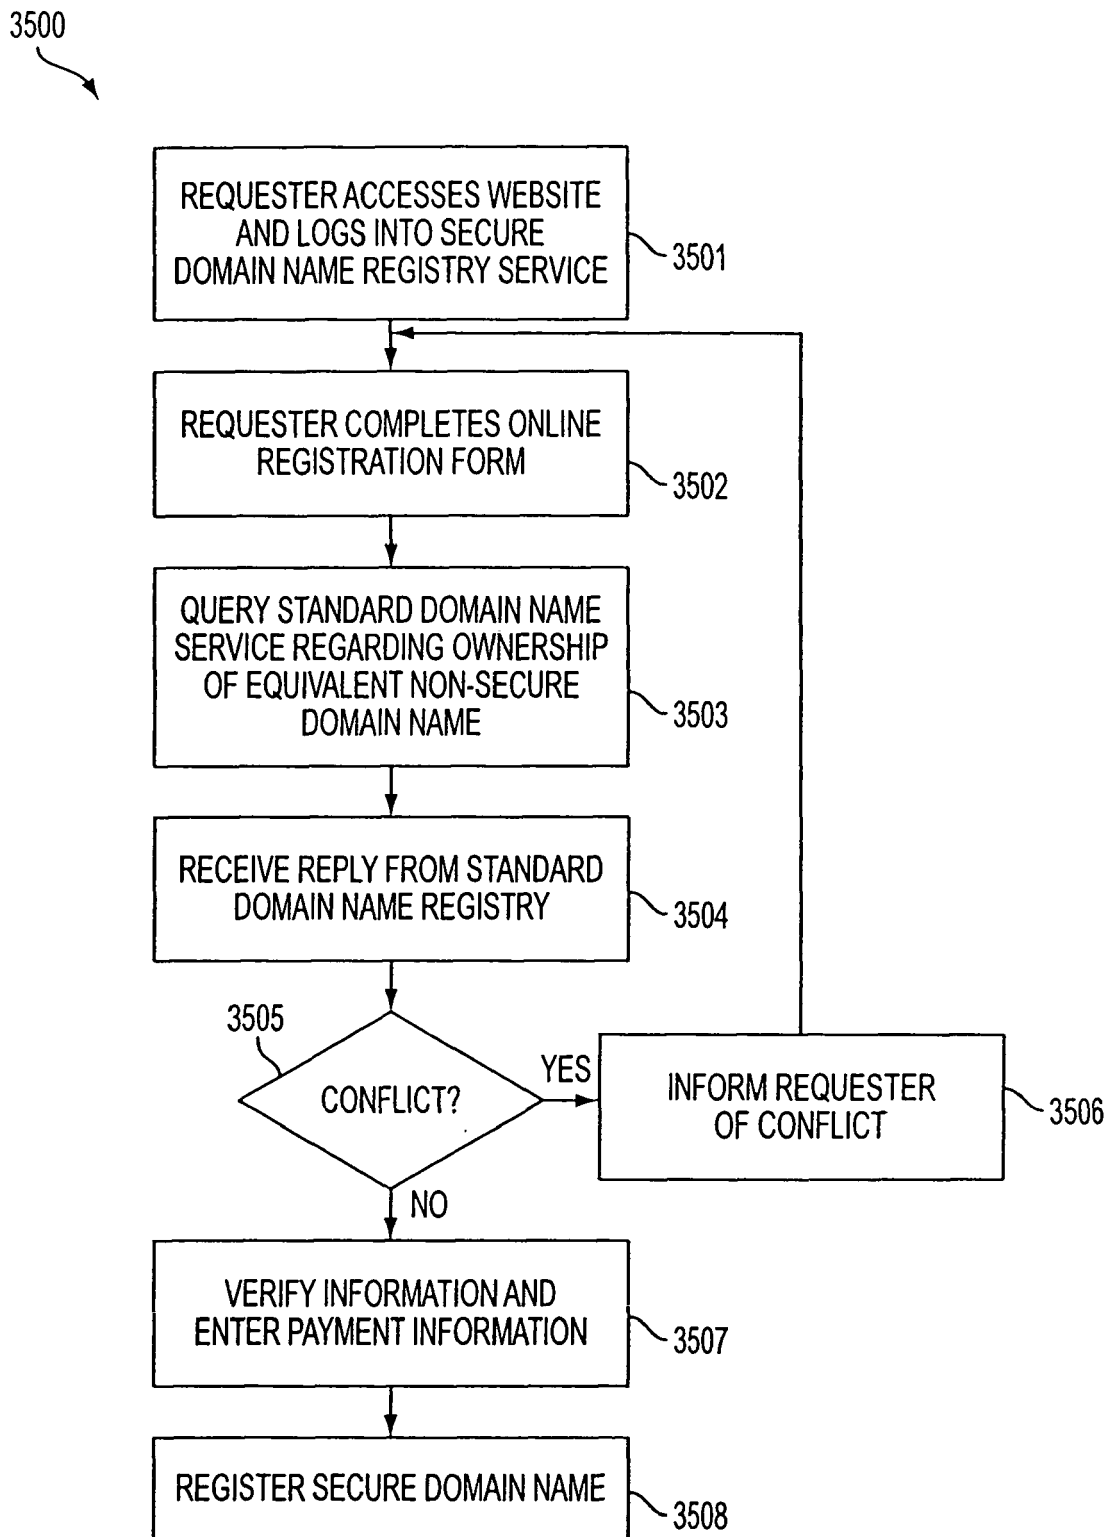 3500
REQUESTER ACCESSES WEBSITE
AND LOGS INTO SECURE
DOMAIN NAME REGISTRY SERVICE
3501
REQUESTER COMPLETES ONLINE
REGISTRATION FORM
3502
QUERY STANDARD DOMAIN NAME
SERVICE REGARDING OWNERSHIP
OF EQUIVALENT NON-SECURE
DOMAIN NAME
3503
RECEIVE REPLY FROM STANDARD
DOMAIN NAME REGISTRY
3504
3505
CONFLICT?
YES
INFORM REQUESTER
OF CONFLICT
3506
NO
VERIFY INFORMATION AND
ENTER PAYMENT INFORMATION
3507
REGISTER SECURE DOMAIN NAME
3508